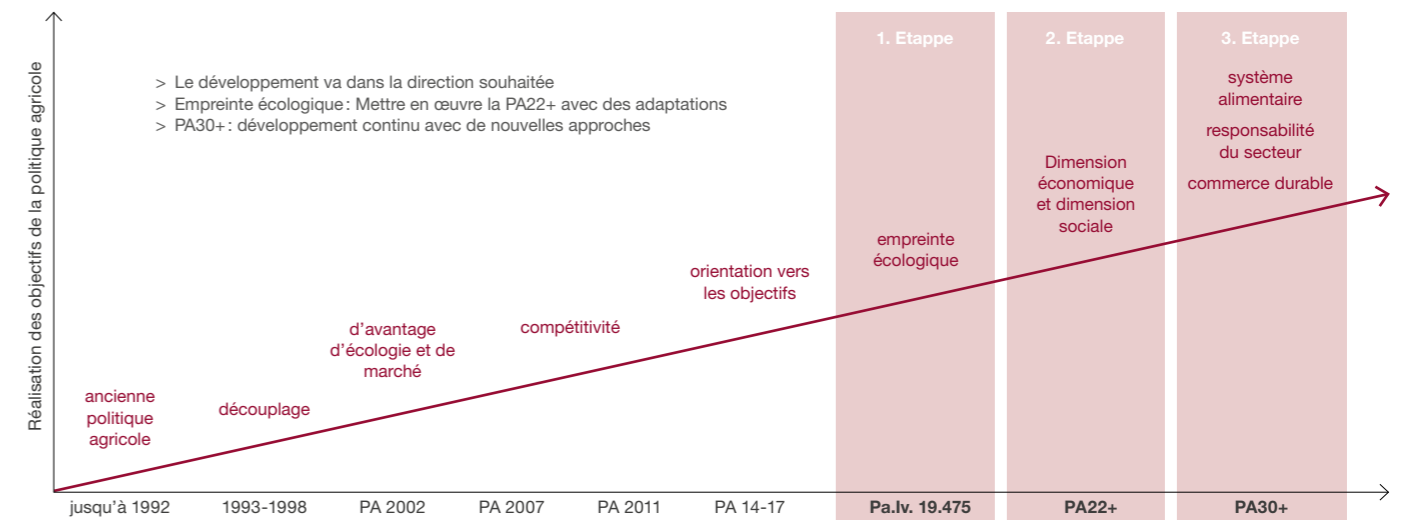 Réalisation des objectifs de la politique agricole
> Le développement va dans la direction souhaitée
> Empreinte écologique : Mettre en œuvre la PA22+ avec des adaptations
> PA30+ : développement continu avec de nouvelles approches
ancienne
politique
agricole
découplage
d’avantage
d’écologie et de
marché
compétitivité
orientation vers
les objectifs
1. Etappe
empreinte
écologique
2. Etappe
Dimension
économique
et dimension
sociale
3. Etappe
système
alimentaire
responsabilité
du secteur
commerce durable
jusqu’à 1992
1993-1998
PA 2002
PA 2007
PA 2011
PA 14-17
Pa.Iv. 19.475
PA22+
PA30+